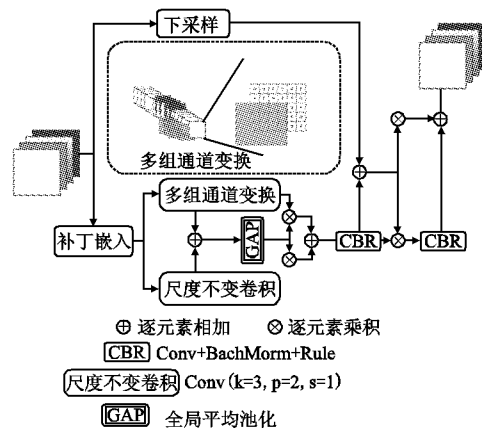 下采样
多组通道变换
多组通道变换
补丁嵌入
GAP
CBR
CBR
尺度不变卷积
⊕ 逐元素相加 ⊗ 逐元素乘积
CBR Conv+BachMorm+Rule
尺度不变卷积 Conv(k=3, p=2, s=1)
GAP 全局平均池化